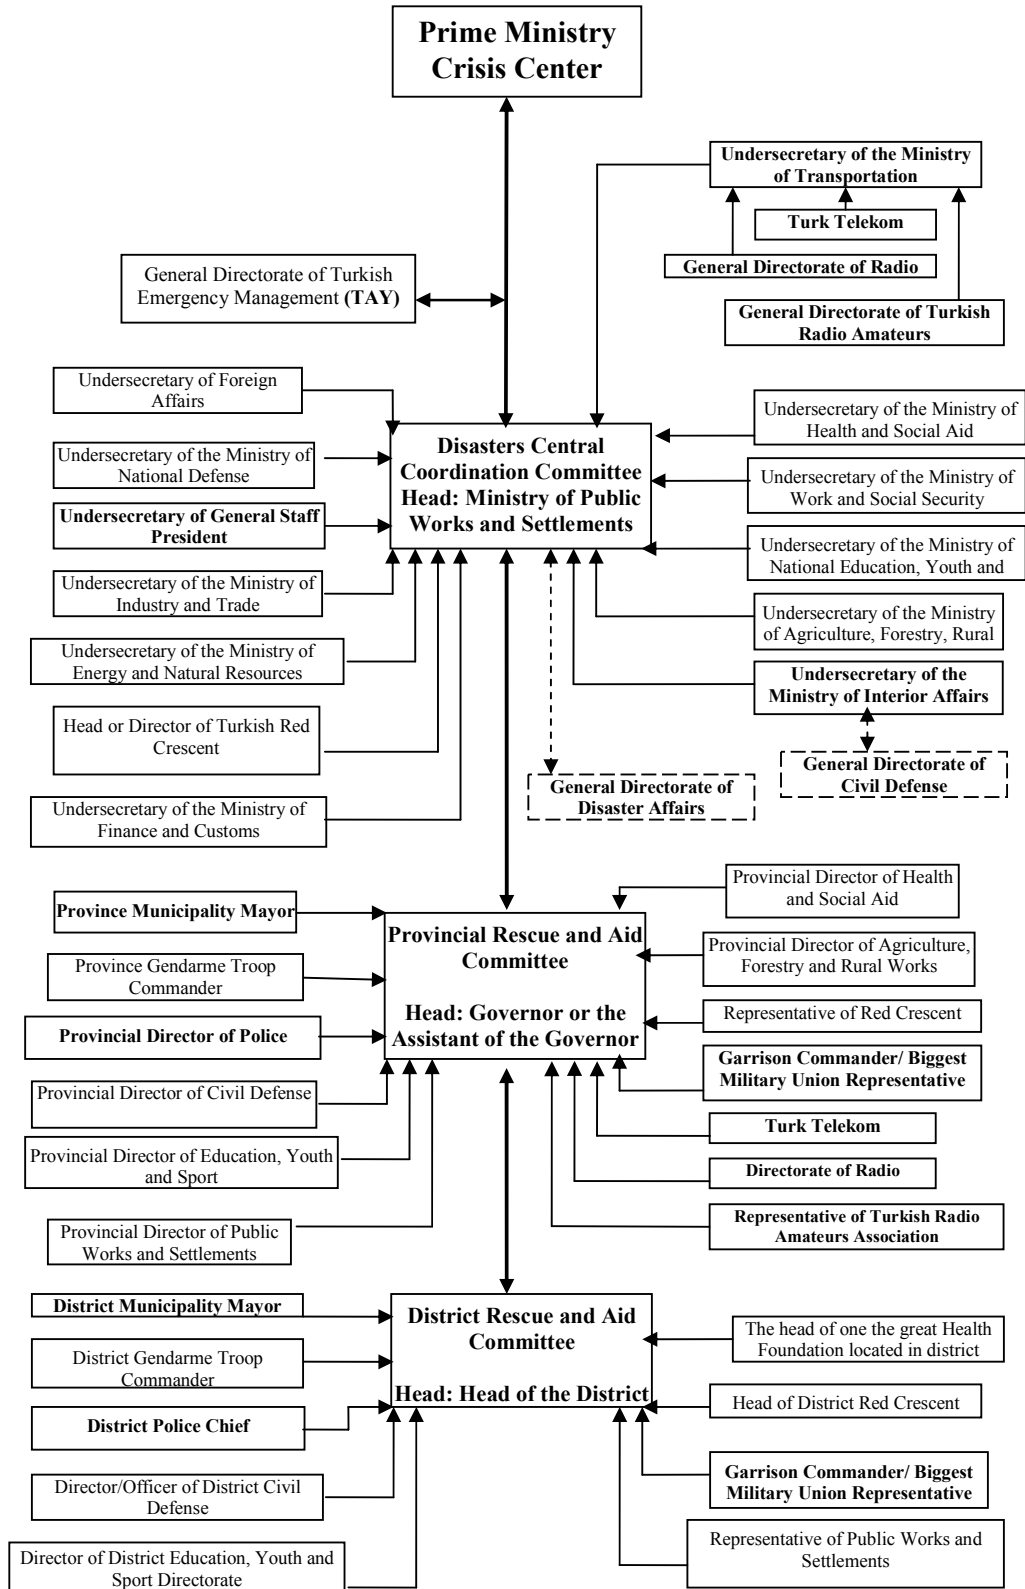 Prime Ministry
Crisis Center
Undersecretary of the Ministry
of Transportation
Turk Telekom
General Directorate of Radio
General Directorate of Turkish
Radio Amateurs
General Directorate of Turkish
Emergency Management (TAY)
Undersecretary of Foreign
Affairs
Undersecretary of the Ministry of
National Defense
Undersecretary of General Staff
President
Undersecretary of the Ministry of
Industry and Trade
Undersecretary of the Ministry of
Energy and Natural Resources
Head or Director of Turkish Red
Crescent
Undersecretary of the Ministry of
Finance and Customs
Disasters Central
Coordination Committee
Head: Ministry of Public
Works and Settlements
Undersecretary of the Ministry of
Health and Social Aid
Undersecretary of the Ministry of
Work and Social Security
Undersecretary of the Ministry of
National Education, Youth and
Undersecretary of the Ministry
of Agriculture, Forestry, Rural
Undersecretary of the
Ministry of Interior Affairs
General Directorate of
Civil Defense
General Directorate of
Disaster Affairs
Province Municipality Mayor
Province Gendarme Troop
Commander
Provincial Director of Police
Provincial Director of Civil Defense
Provincial Director of Education, Youth
and Sport
Provincial Director of Public
Works and Settlements
Provincial Rescue and Aid
Committee
Head: Governor or the
Assistant of the Governor
Provincial Director of Health
and Social Aid
Provincial Director of Agriculture,
Forestry and Rural Works
Representative of Red Crescent
Garrison Commander/ Biggest
Military Union Representative
Turk Telekom
Directorate of Radio
Representative of Turkish Radio
Amateurs Association
District Municipality Mayor
District Gendarme Troop
Commander
District Police Chief
Director/Officer of District Civil
Defense
Director of District Education, Youth and
Sport Directorate
District Rescue and Aid
Committee
Head: Head of the District
The head of one the great Health
Foundation located in district
Head of District Red Crescent
Garrison Commander/ Biggest
Military Union Representative
Representative of Public Works and
Settlements